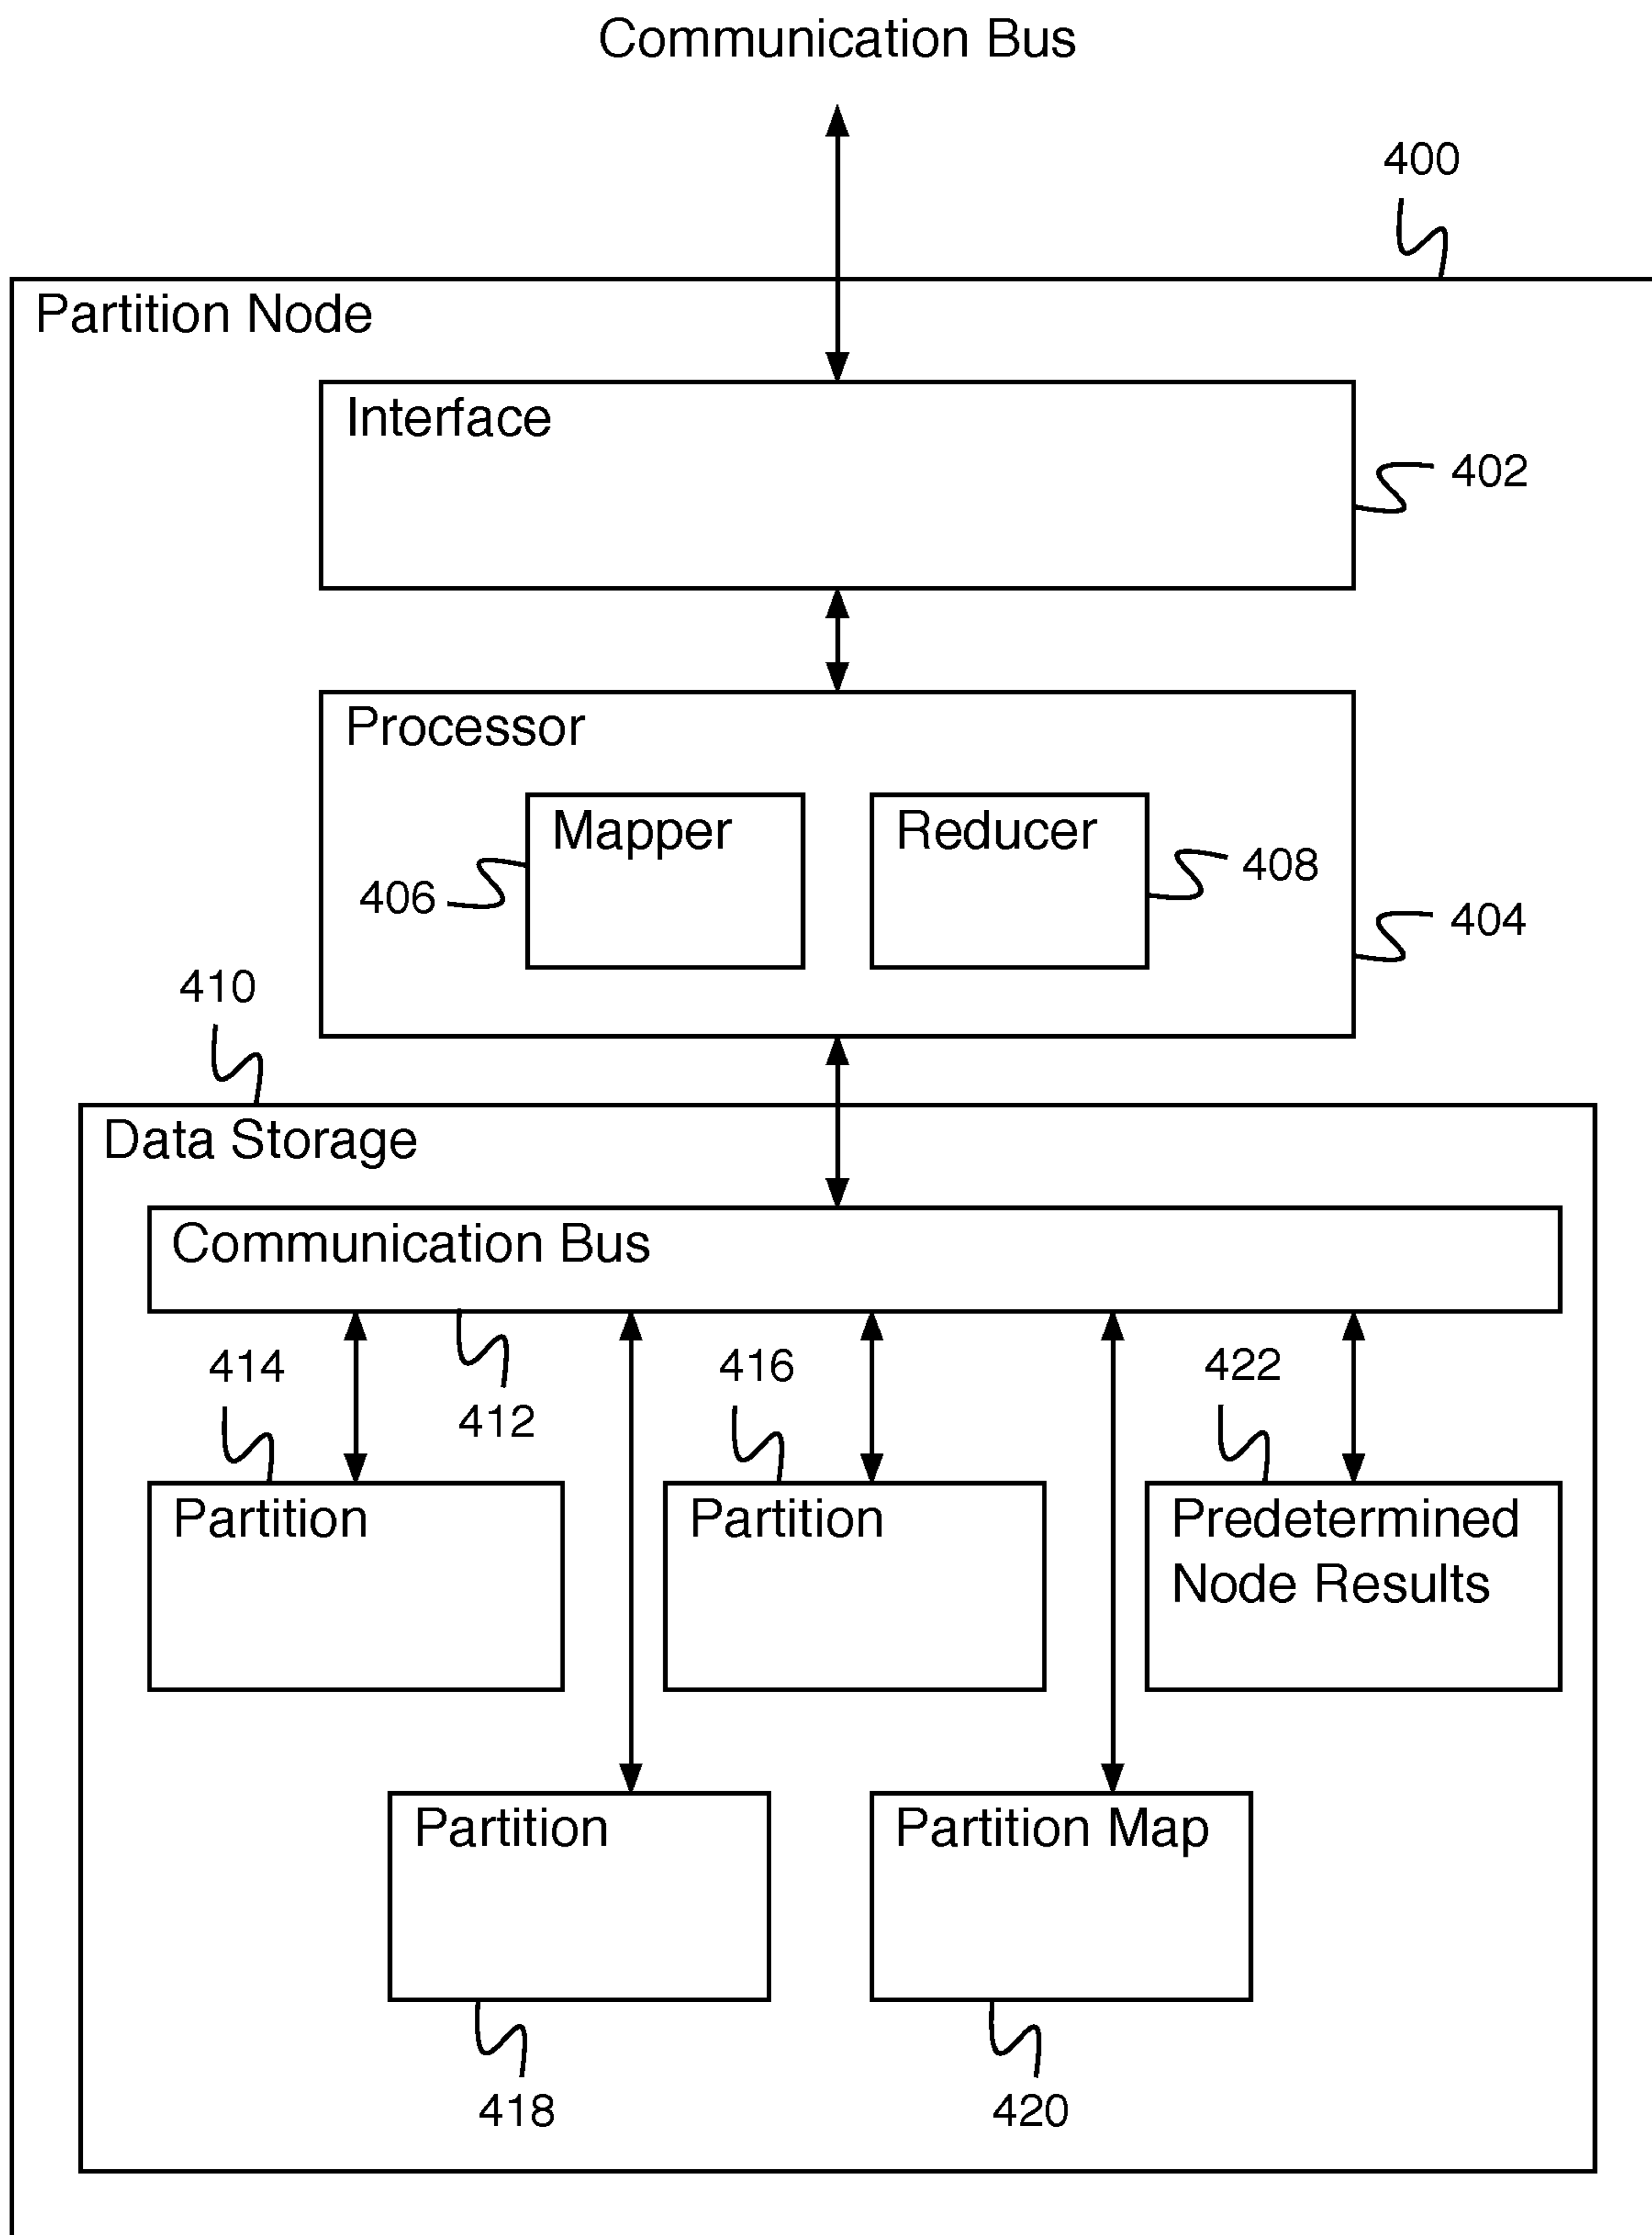 Communication Bus
400
Partition Node
Interface
402
Processor
Mapper
Reducer
406
408
404
410
Data Storage
Communication Bus
414
416
422
412
Partition
Partition
Predetermined
Node Results
Partition
Partition Map
418
420